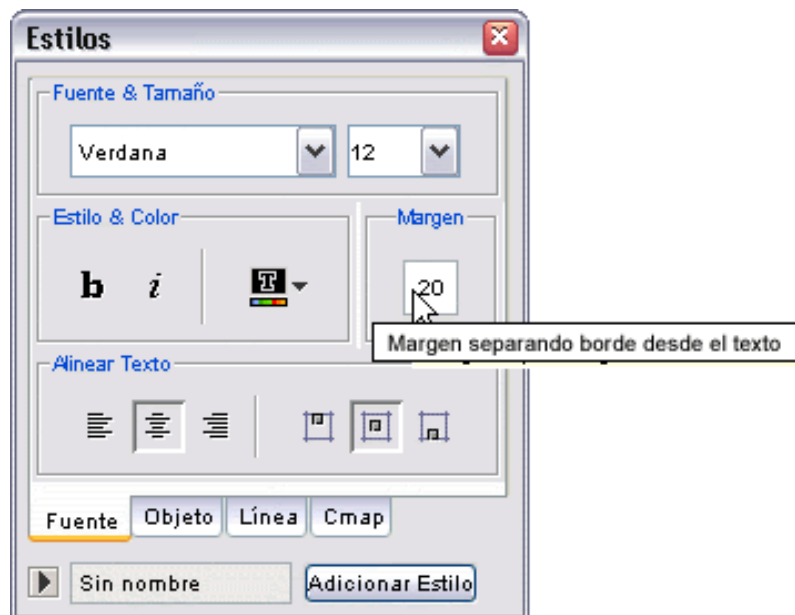 Estilos
Fuente & Tamaño
Verdana 12
Estilo & Color Margen
b i T 20
Margen separando borde desde el texto
Alinear Texto
Fuente Objeto Línea Cmap
Sin nombre Adicionar Estilo